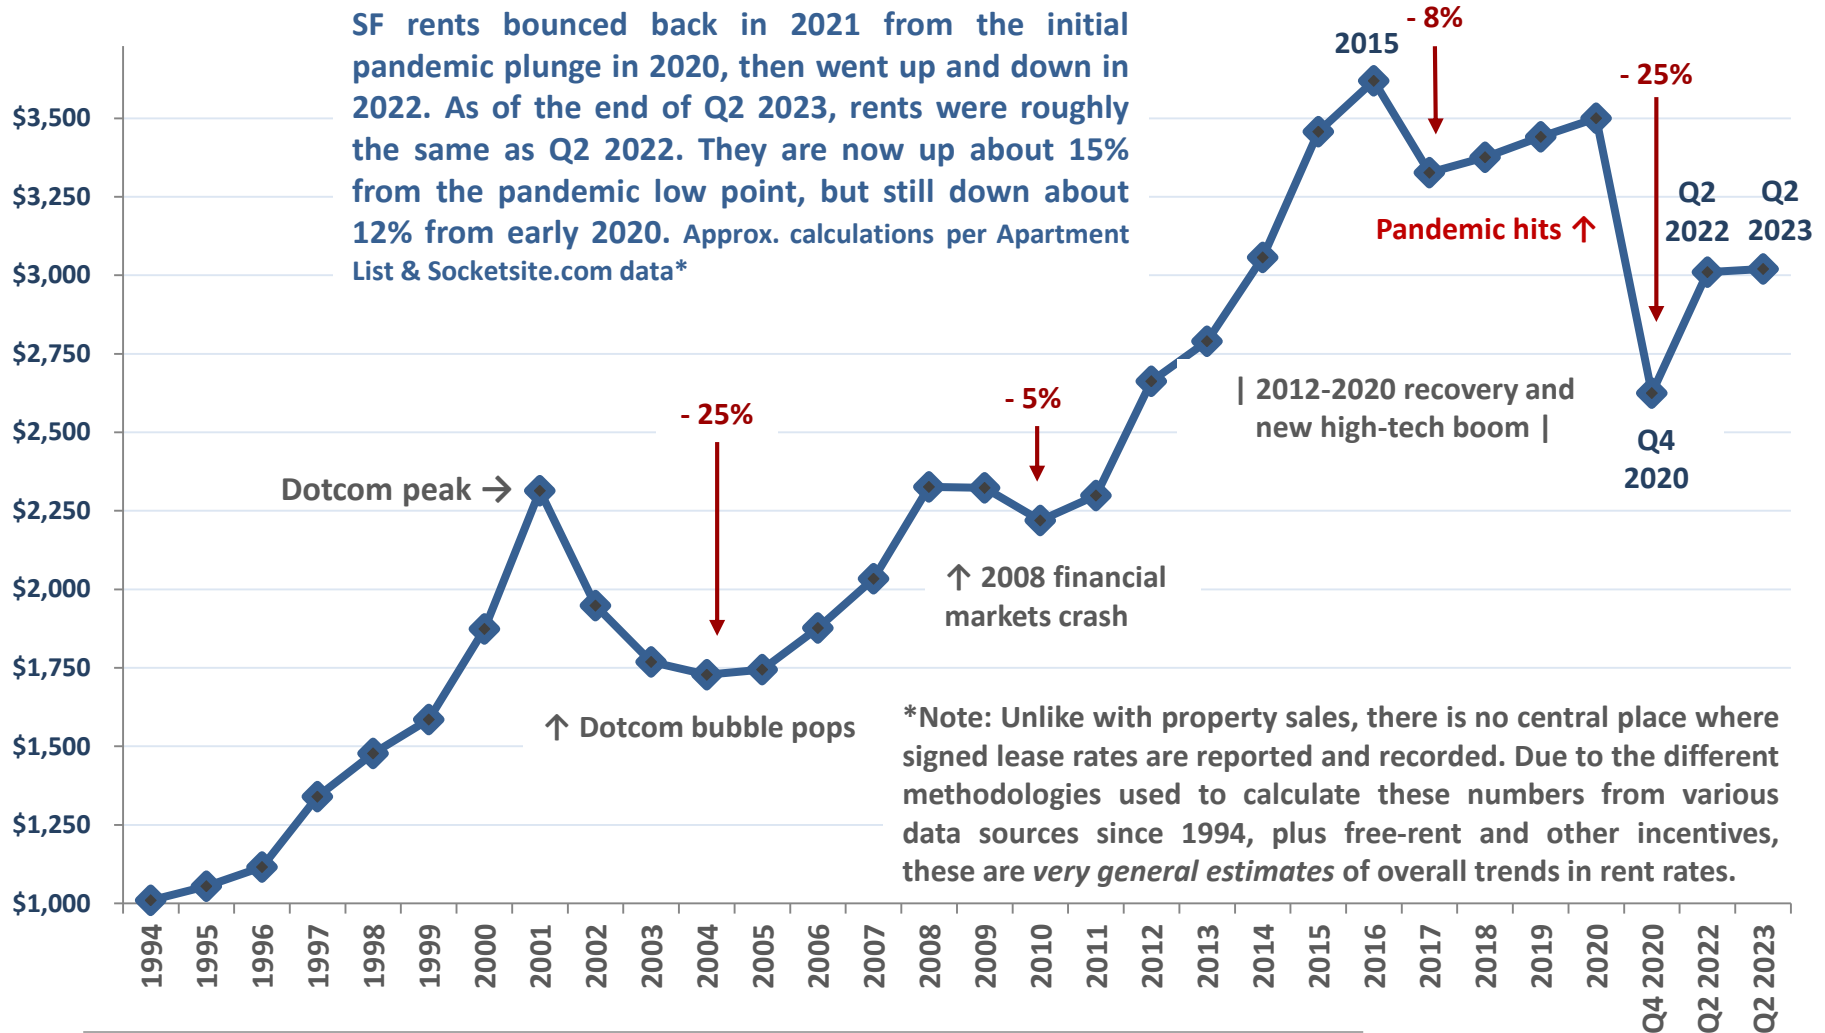 SF rents bounced back in 2021 from the initial
pandemic plunge in 2020, then went up and down in
2022. As of the end of Q2 2023, rents were roughly
the same as Q2 2022. They are now up about 15%
from the pandemic low point, but still down about
12% from early 2020. Approx. calculations per Apartment
List & Socketsite.com data*
2015
- 8%
- 25%
$3,500
$3,250
$3,000
$2,750
$2,500
$2,250
$2,000
$1,750
$1,500
$1,250
$1,000
Pandemic hits ↑
Q2
2022
Q2
2023
- 25%
- 5%
| 2012-2020 recovery and
new high-tech boom |
Q4
2020
Dotcom peak →
↑ 2008 financial
markets crash
↑ Dotcom bubble pops
*Note: Unlike with property sales, there is no central place where
signed lease rates are reported and recorded. Due to the different
methodologies used to calculate these numbers from various
data sources since 1994, plus free-rent and other incentives,
these are very general estimates of overall trends in rent rates.
1994
1995
1996
1997
1998
1999
2000
2001
2002
2003
2004
2005
2006
2007
2008
2009
2010
2011
2012
2013
2014
2015
2016
2017
2018
2019
2020
Q4 2020
Q2 2022
Q2 2023